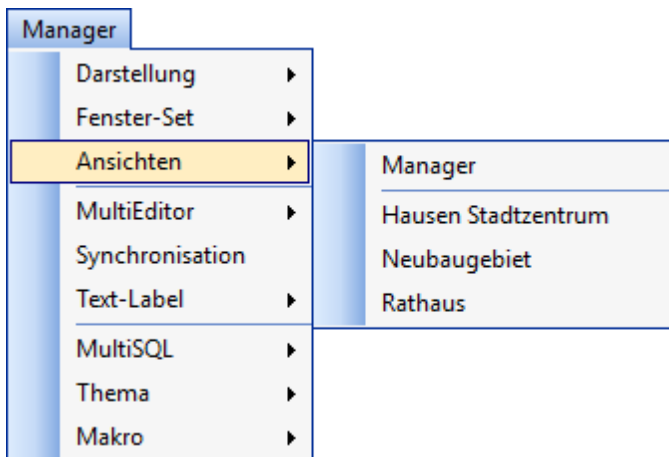 Manager
Darstellung
Fenster-Set
Ansichten
MultiEditor
Synchronisation
Text-Label
MultiSQL
Thema
Makro
Manager
Hausen Stadtzentrum
Neubaugebiet
Rathaus